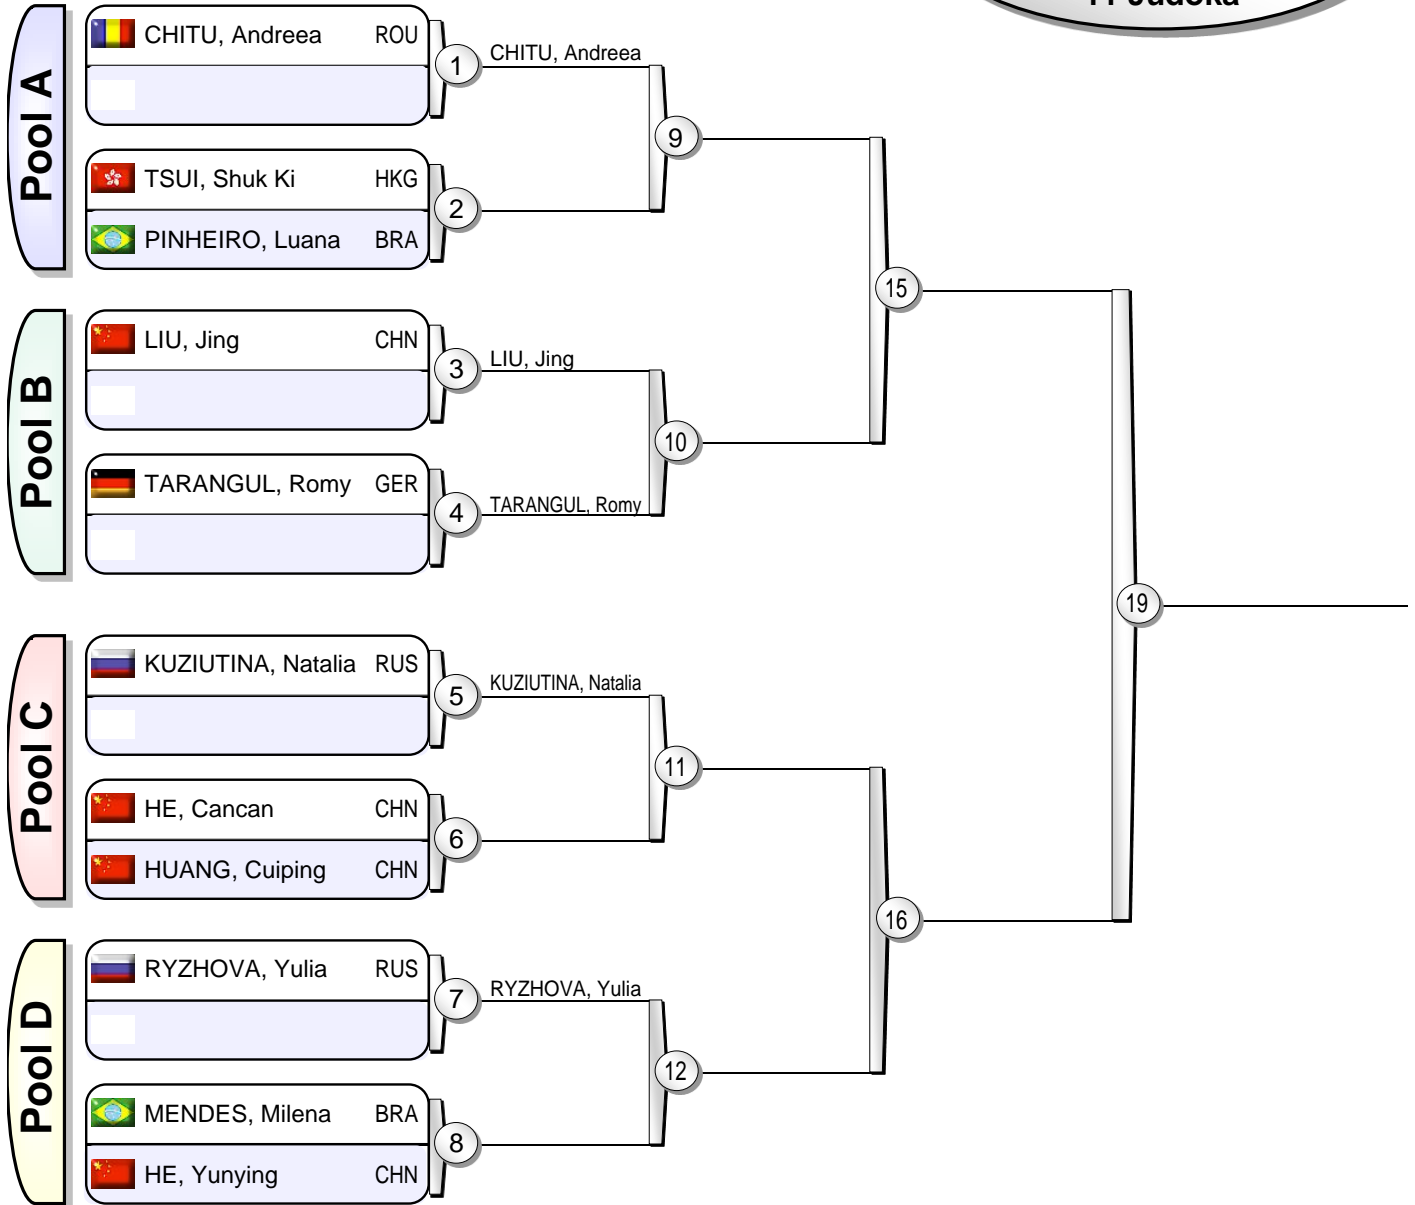 11 Judoka
Pool A
CHITU, Andreea ROU
1
CHITU, Andreea
9
TSUI, Shuk Ki HKG
2
PINHEIRO, Luana BRA
15
Pool B
LIU, Jing CHN
3
LIU, Jing
10
TARANGUL, Romy GER
4
TARANGUL, Romy
19
Pool C
KUZIUTINA, Natalia RUS
5
KUZIUTINA, Natalia
11
HE, Cancan CHN
6
HUANG, Cuiping CHN
16
Pool D
RYZHOVA, Yulia RUS
7
RYZHOVA, Yulia
12
MENDES, Milena BRA
8
HE, Yunying CHN